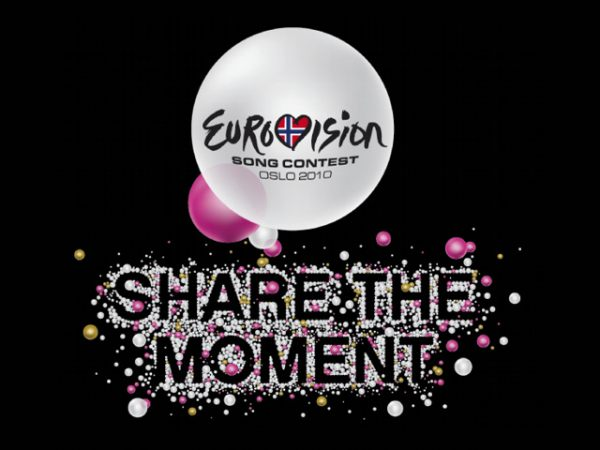 EUROVISION
SONG CONTEST
OSLO 2010
SHARE THE
MOMENT